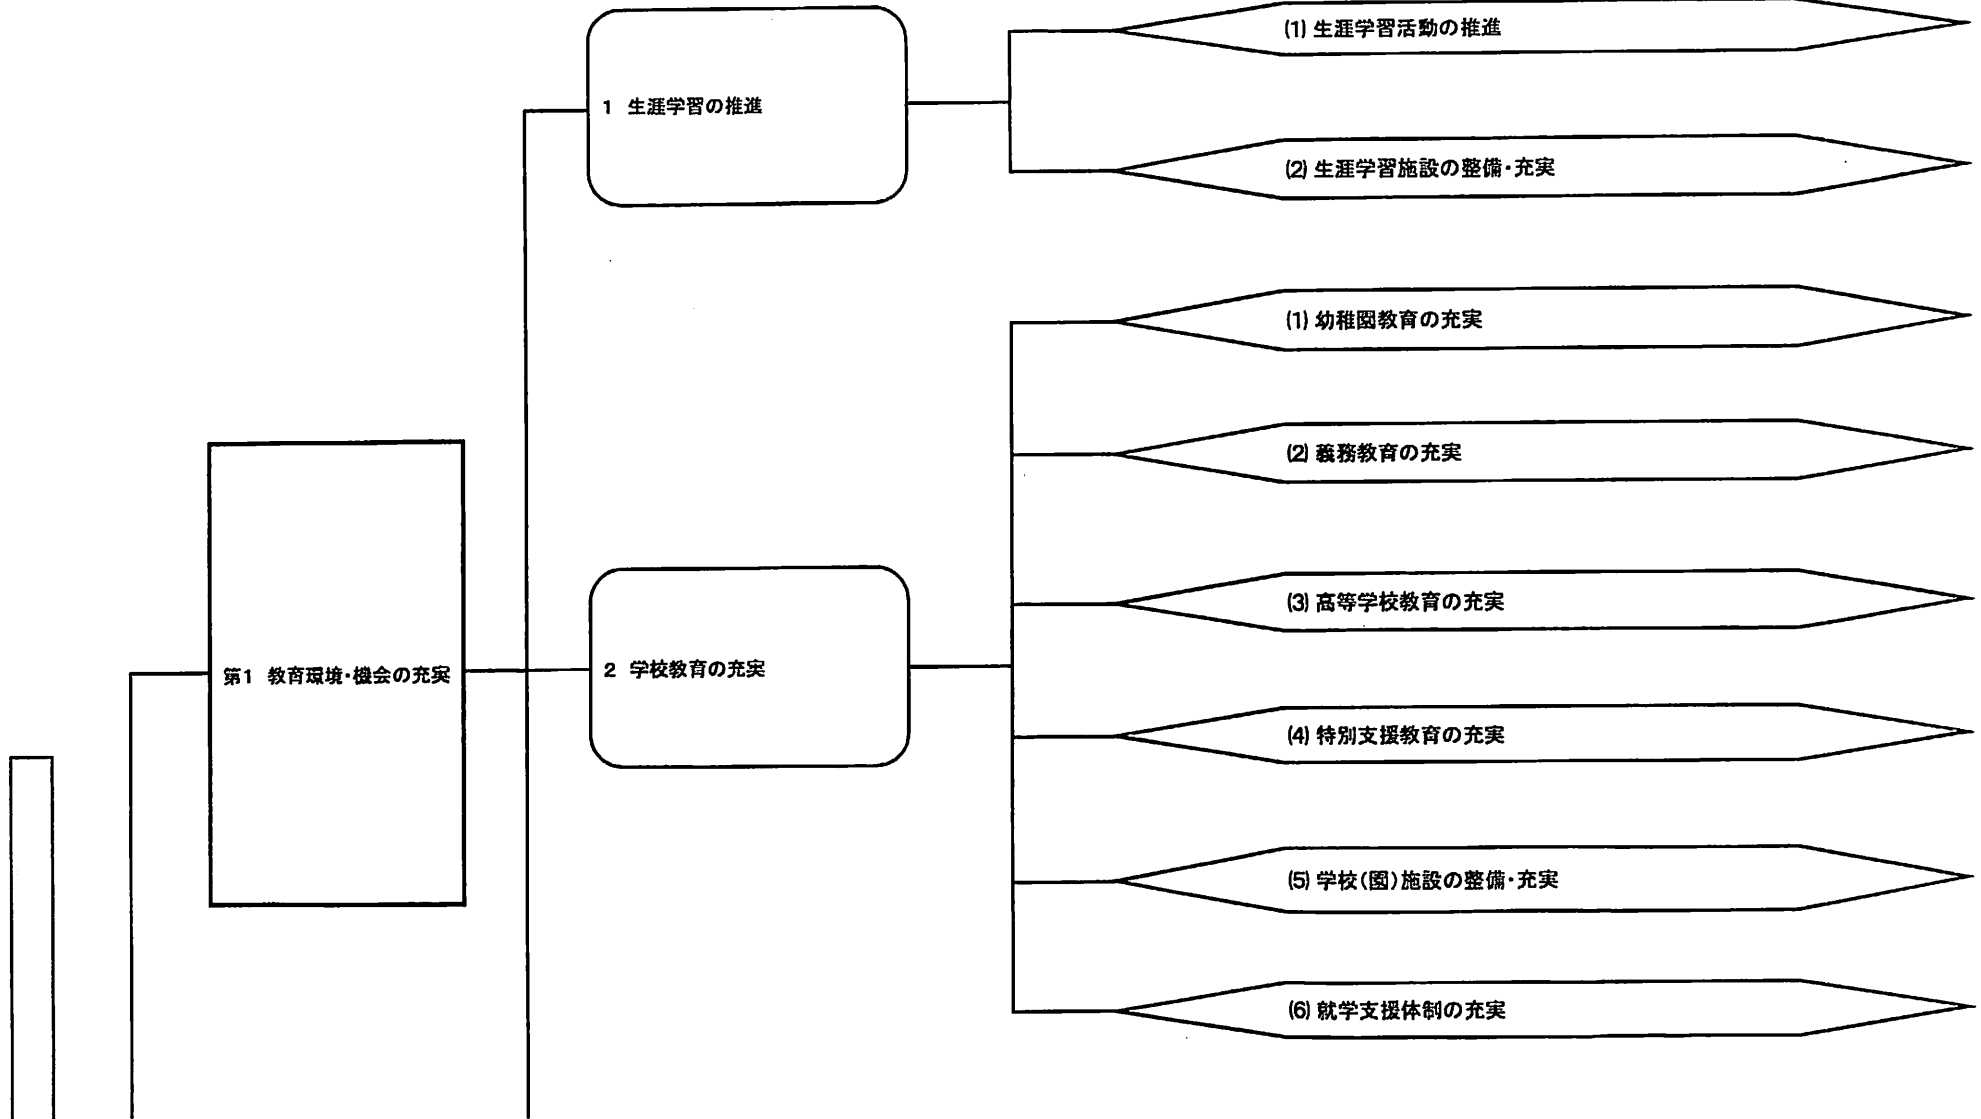 第1 教育環境・機会の充実
1 生涯学習の推進
(1) 生涯学習活動の推進
(2) 生涯学習施設の整備・充実
2 学校教育の充実
(1) 幼稚園教育の充実
(2) 義務教育の充実
(3) 高等学校教育の充実
(4) 特別支援教育の充実
(5) 学校(園)施設の整備・充実
(6) 就学支援体制の充実